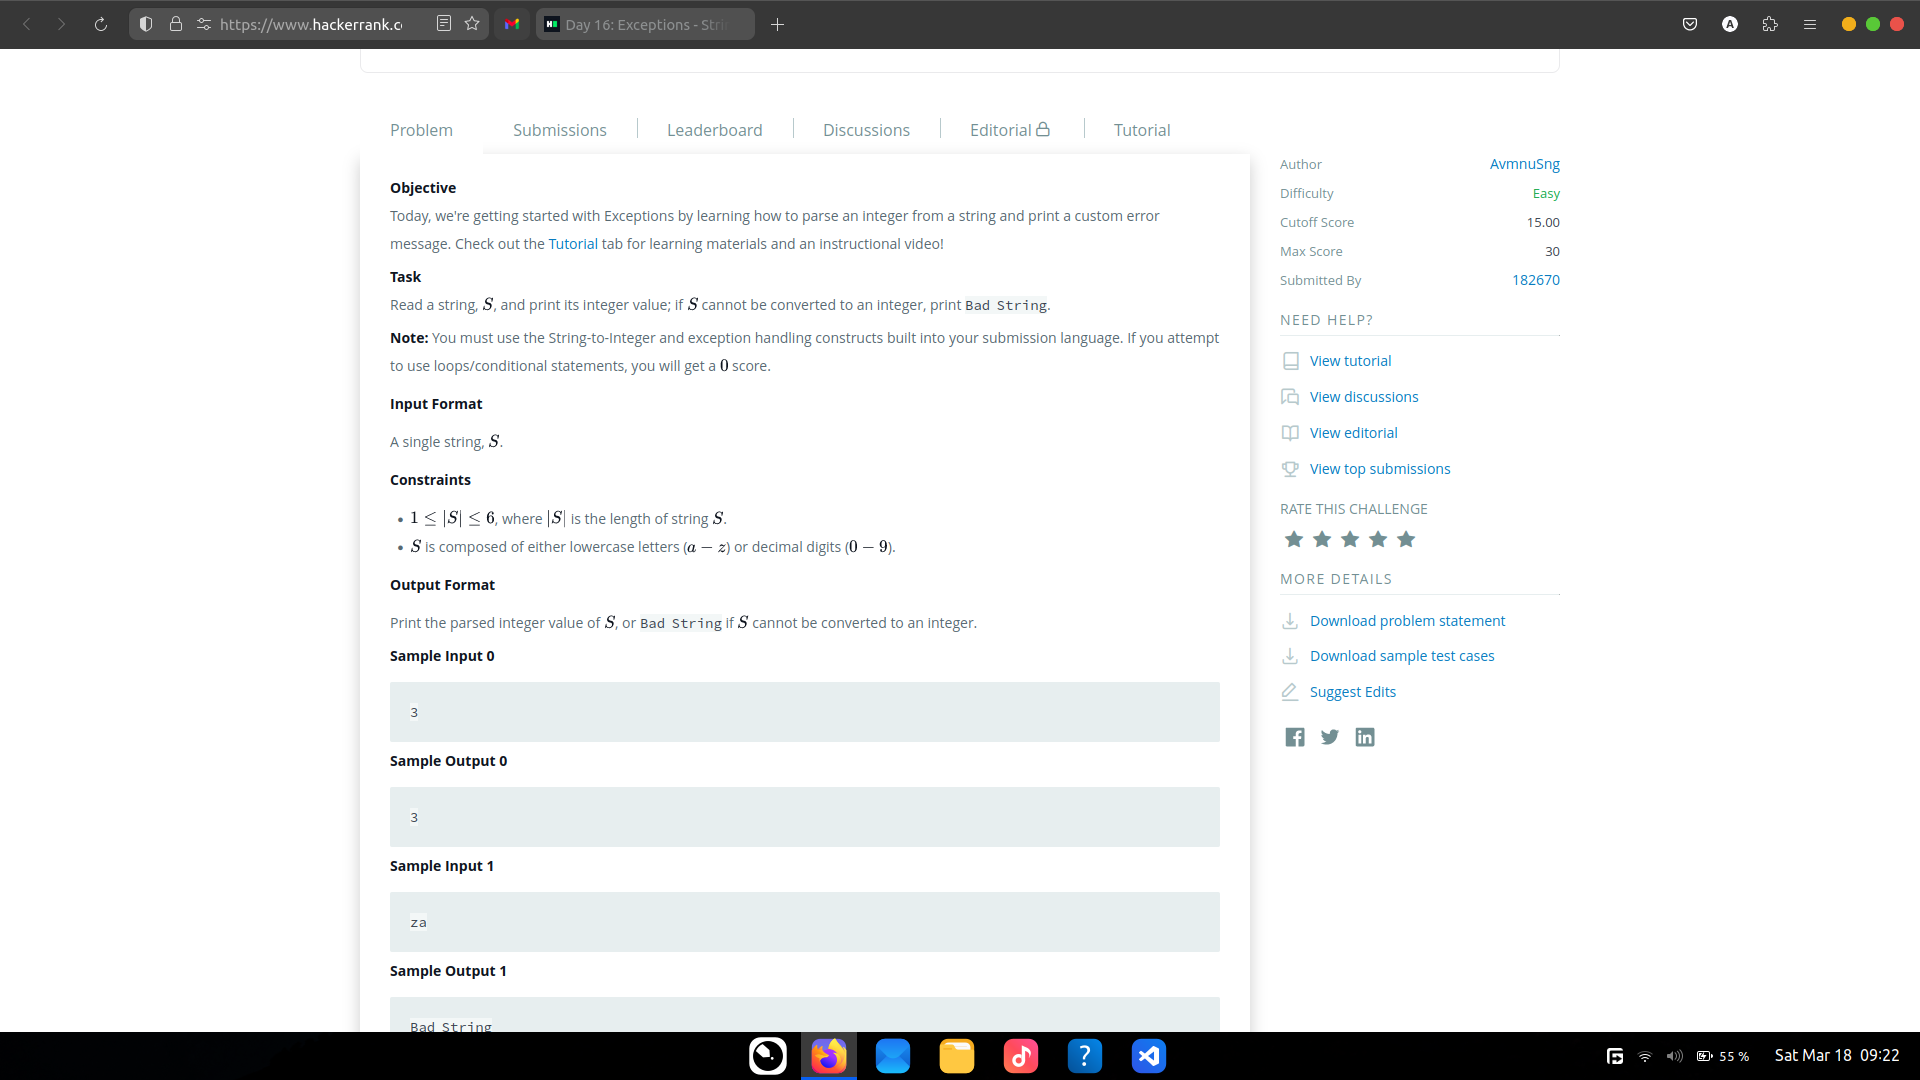 https://www.hackerrank.c
Day 16: Exceptions - Stri
A
Problem
Submissions
Leaderboard
Discussions
Editorial
Tutorial
Objective
Today, we're getting started with Exceptions by learning how to parse an integer from a string and print a custom error
message. Check out the Tutorial tab for learning materials and an instructional video!
Task
Read a string, S, and print its integer value; if S cannot be converted to an integer, print Bad String.
Note: You must use the String-to-Integer and exception handling constructs built into your submission language. If you attempt
to use loops/conditional statements, you will get a 0 score.
Input Format
A single string, S.
Constraints
• 1 ≤ |S| ≤ 6, where |S| is the length of string S.
• S is composed of either lowercase letters (a − z) or decimal digits (0 − 9).
Output Format
Print the parsed integer value of S, or Bad String if S cannot be converted to an integer.
Sample Input 0
3
Sample Output 0
3
Sample Input 1
za
Sample Output 1
Bad String
Author AvmnuSng
Difficulty Easy
Cutoff Score 15.00
Max Score 30
Submitted By 182670
NEED HELP?
View tutorial
View discussions
View editorial
View top submissions
RATE THIS CHALLENGE
MORE DETAILS
Download problem statement
Download sample test cases
Suggest Edits
55 %
Sat Mar 18 09:22